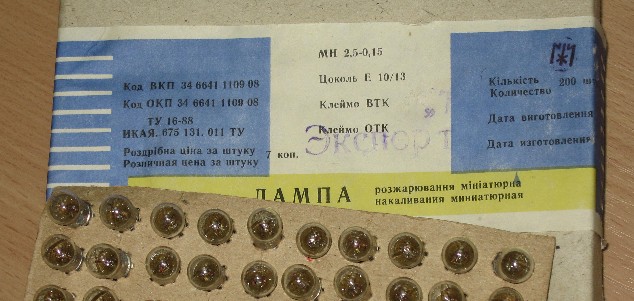 Код ВКП 34 6641 1109 08
Код ОКП 34 6641 1109 08
ТУ 16-88
ИКАЯ. 675 131. 011 ТУ
Роздрібна ціна за штуку
Розничная цена за штуку
7 коп.
МН 2,5-0,15
Цоколь Е 10/13
Клеймо ВТК
Клеймо ОТК
Экспорт
Кількість
Количество
200
Дата виготовлення
Дата изготовления
ЛАМПА
розжарювання мініатюрна
накаливания миниатюрная